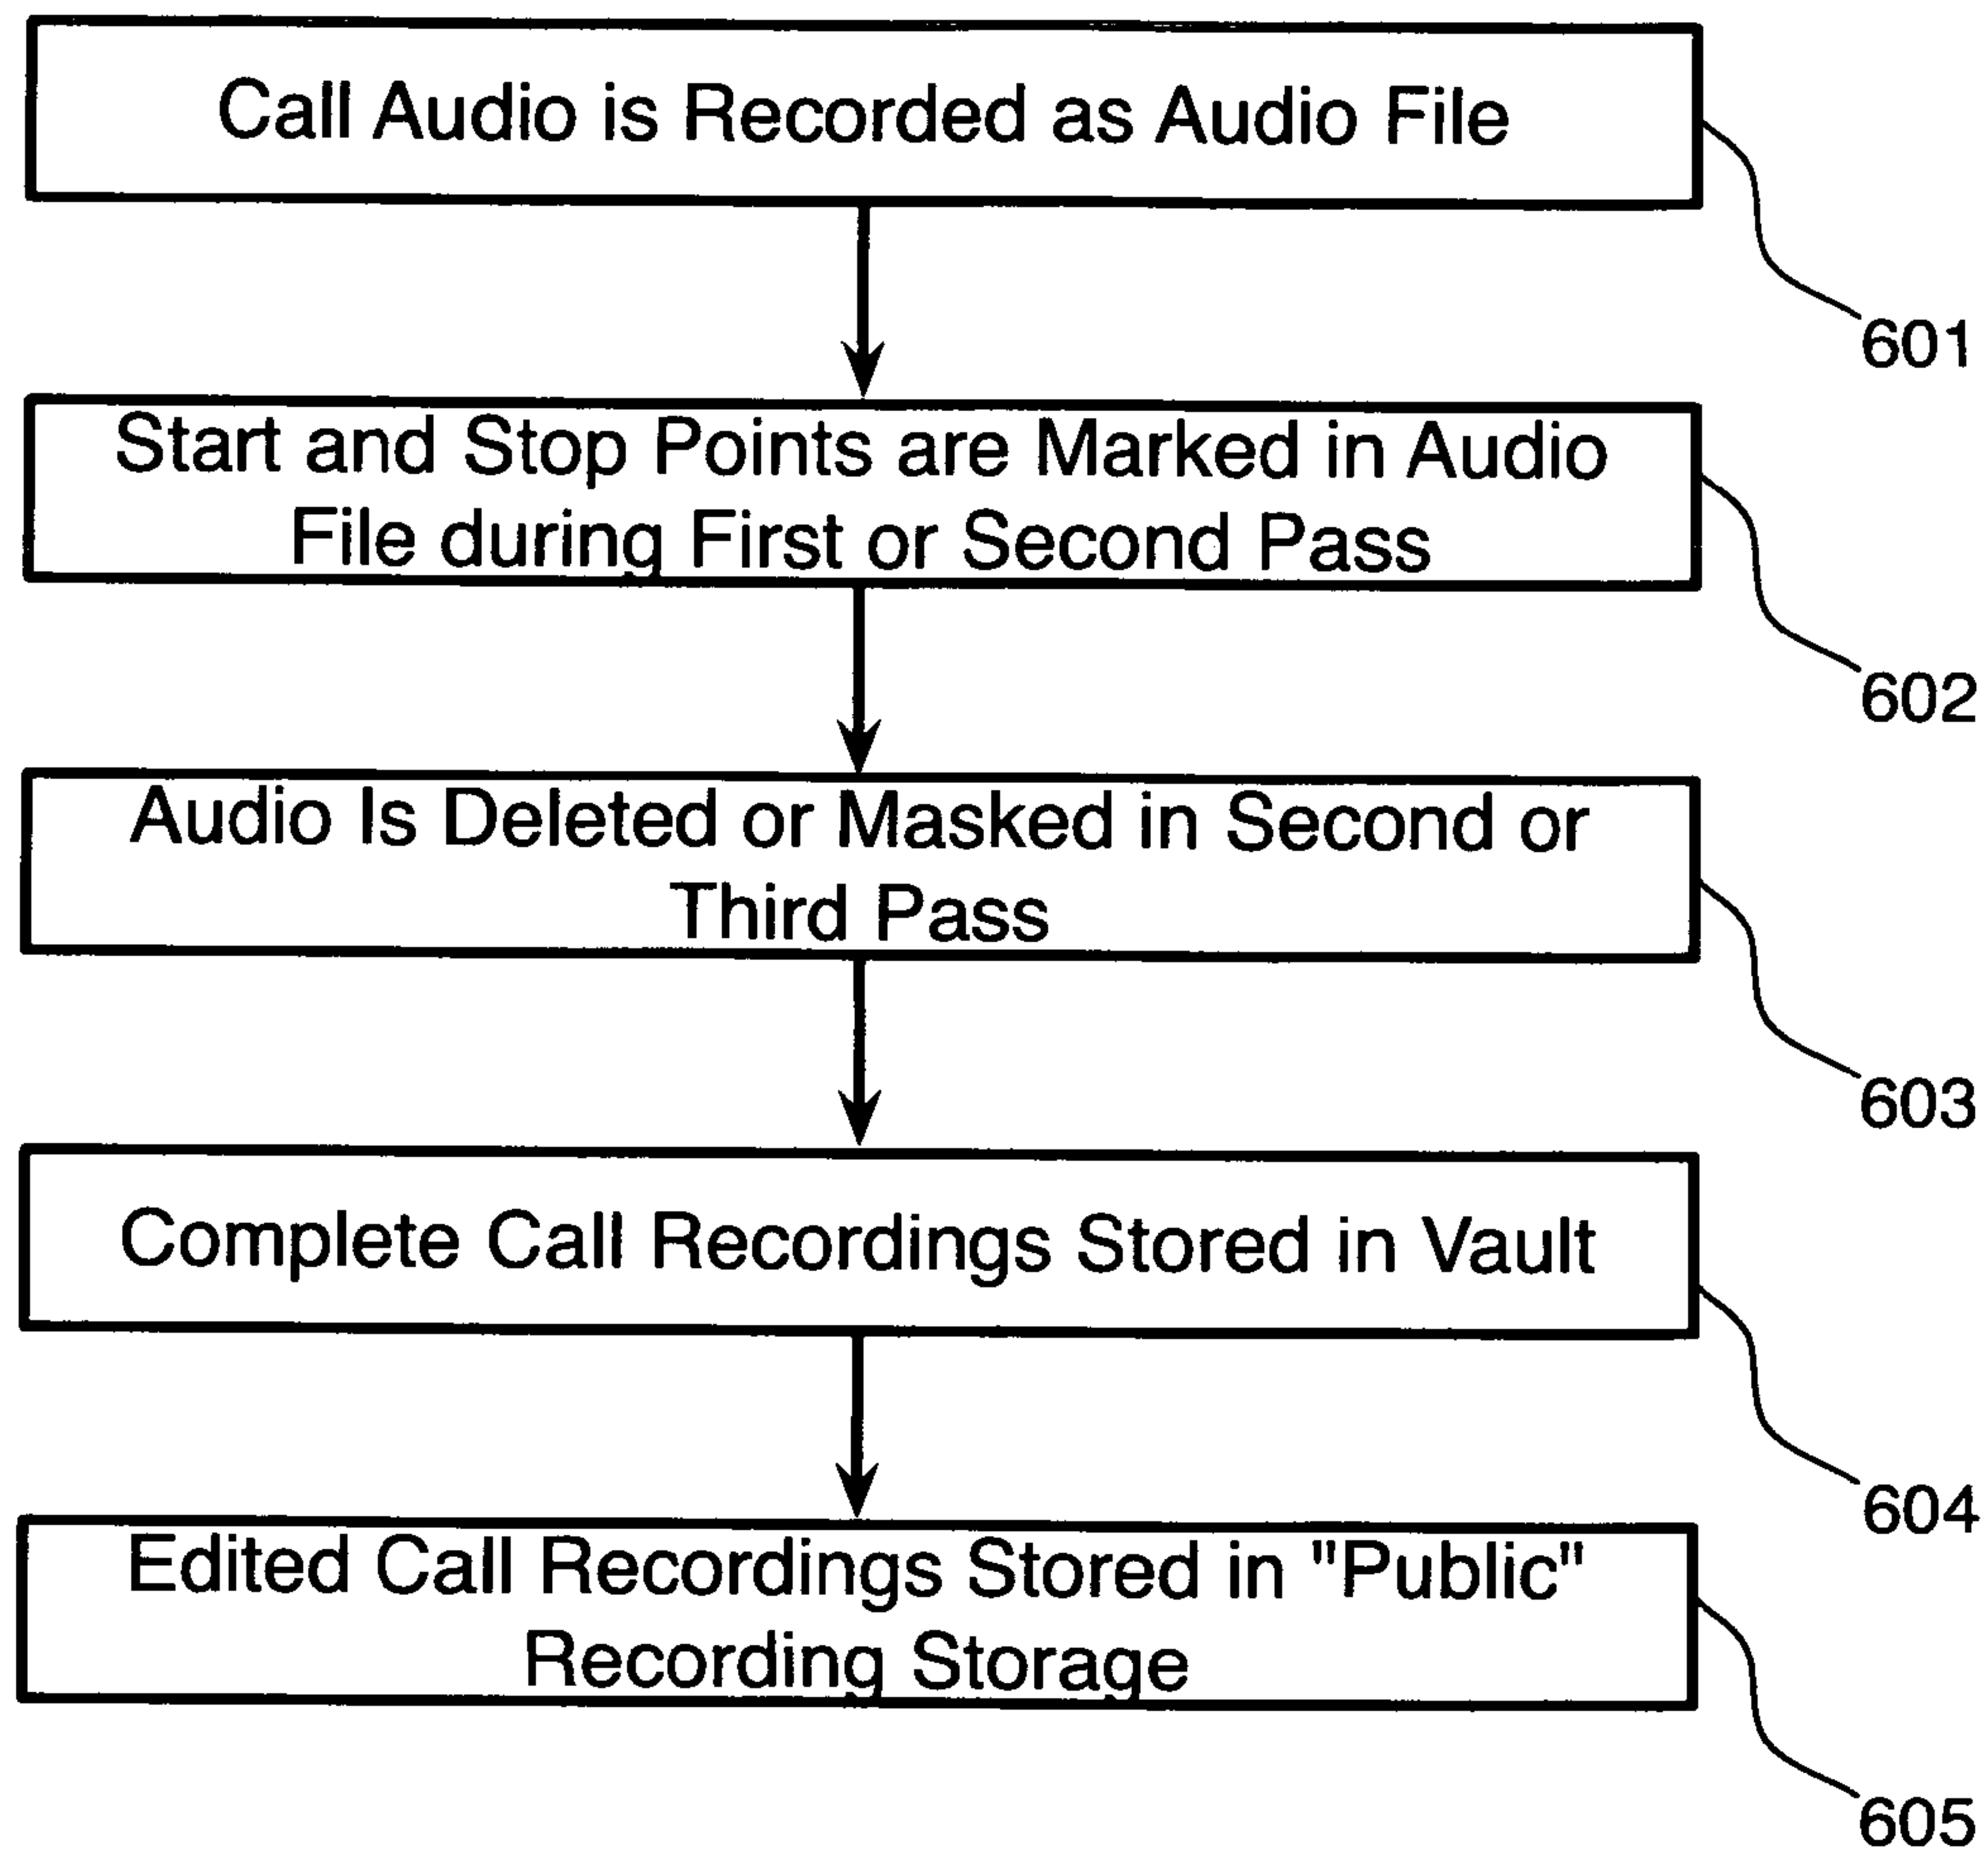 Call Audio is Recorded as Audio File
601
Start and Stop Points are Marked in Audio
File during First or Second Pass
602
Audio Is Deleted or Masked in Second or
Third Pass
603
Complete Call Recordings Stored in Vault
604
Edited Call Recordings Stored in "Public"
Recording Storage
605